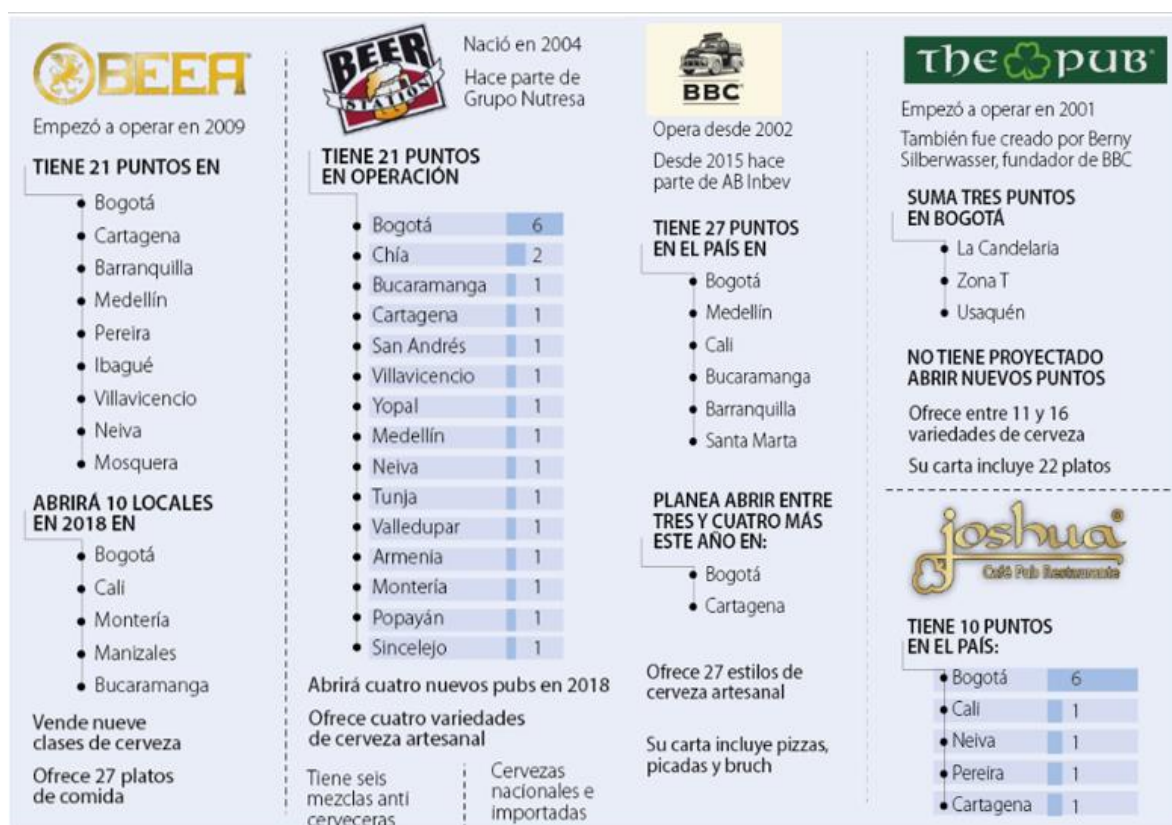 BEER
Empezó a operar en 2009
TIENE 21 PUNTOS EN
Bogotá
Cartagena
Barranquilla
Medellín
Pereira
Ibagué
Villavicencio
Neiva
Mosquera
ABRIRÁ 10 LOCALES
EN 2018 EN
Bogotá
Cali
Montería
Manizales
Bucaramanga
Vende nueve
clases de cerveza
Ofrece 27 platos
de comida
BEER
STATION
Nació en 2004
Hace parte de
Grupo Nutresa
TIENE 21 PUNTOS
EN OPERACIÓN
Bogotá 6
Chía 2
Bucaramanga 1
Cartagena 1
San Andrés 1
Villavicencio 1
Yopal 1
Medellín 1
Neiva 1
Tunja 1
Valledupar 1
Armenia 1
Montería 1
Popayán 1
Sincelejo 1
Abrirá cuatro nuevos pubs en 2018
Ofrece cuatro variedades
de cerveza artesanal
Tiene seis
mezclas anti
cerveceras
Cervezas
nacionales e
importadas
BBC
Opera desde 2002
Desde 2015 hace
parte de AB Inbev
TIENE 27 PUNTOS
EN EL PAÍS EN
Bogotá
Medellín
Cali
Bucaramanga
Barranquilla
Santa Marta
PLANEA ABRIR ENTRE
TRES Y CUATRO MÁS
ESTE AÑO EN:
Bogotá
Cartagena
Ofrece 27 estilos de
cerveza artesanal
Su carta incluye pizzas,
picadas y bruch
THE PUB
Empezó a operar en 2001
También fue creado por Berny
Silberwasser, fundador de BBC
SUMA TRES PUNTOS
EN BOGOTÁ
La Candelaria
Zona T
Usaquén
NO TIENE PROYECTADO
ABRIR NUEVOS PUNTOS
Ofrece entre 11 y 16
variedades de cerveza
Su carta incluye 22 platos
joshua
Café Pub Restaurante
TIENE 10 PUNTOS
EN EL PAÍS:
Bogotá 6
Cali 1
Neiva 1
Pereira 1
Cartagena 1